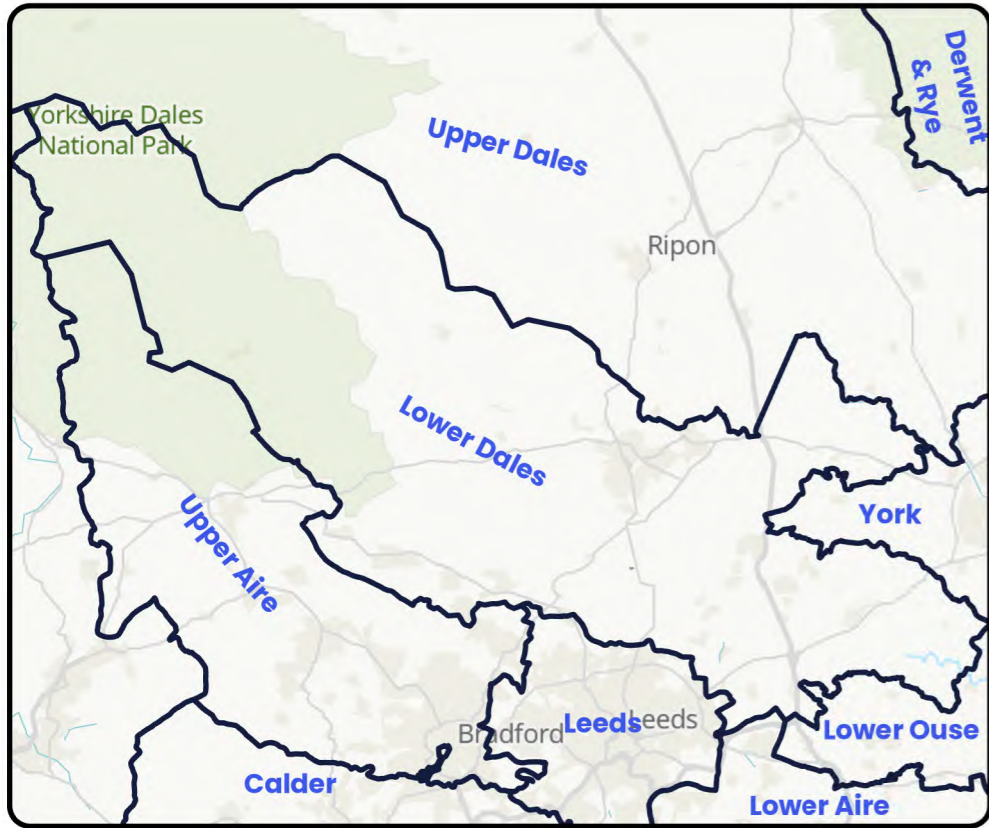 Derwent
& Rye
Yorkshire Dales
National Park
Upper Dales
Ripon
Lower Dales
Upper Aire
York
Bradford
Leeds
Leeds
Lower Ouse
Calder
Lower Aire